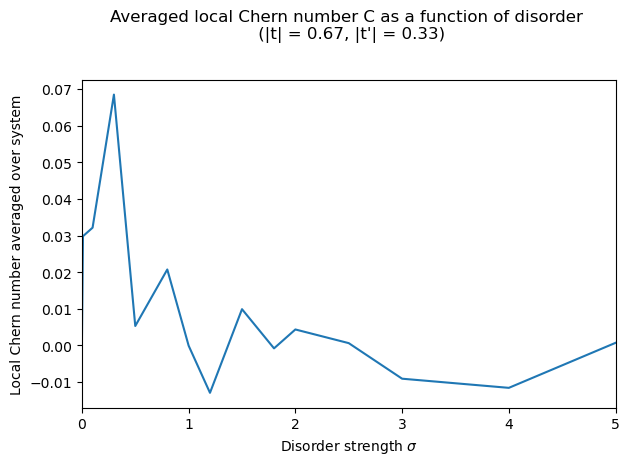 Averaged local Chern number C as a function of disorder
(|t| = 0.67, |t'| = 0.33)
Local Chern number averaged over system
0.07
0.06
0.05
0.04
0.03
0.02
0.01
0.00
−0.01
0 1 2 3 4 5
Disorder strength σ